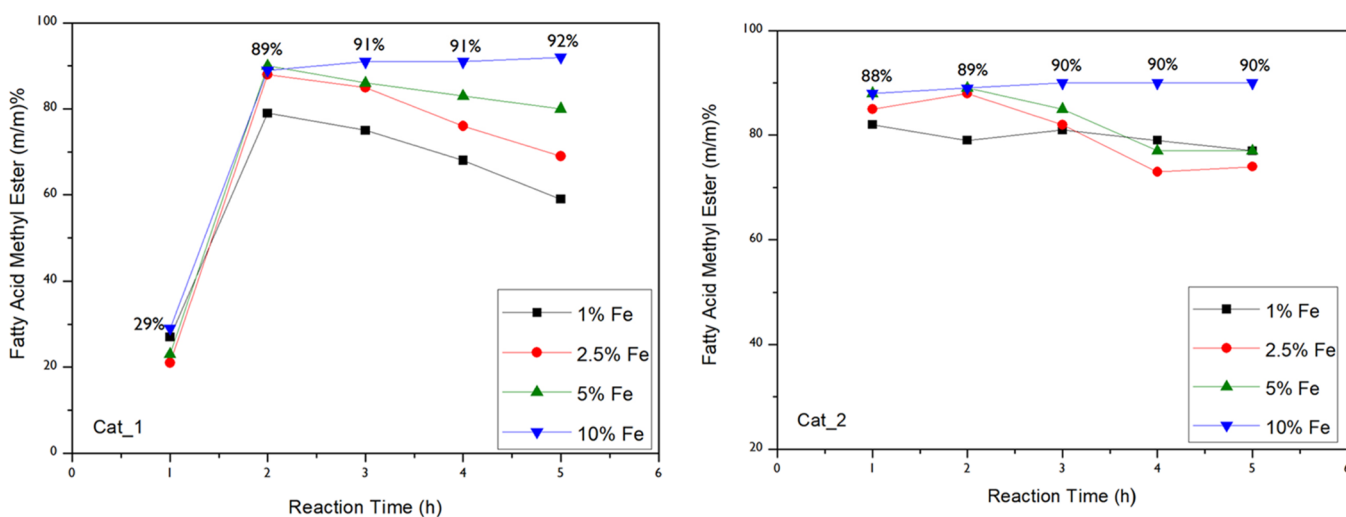 100
80
60
40
20
0
Fatty Acid Methyl Ester (m/m)%
29%
89%
91%
91%
92%
1% Fe
2.5% Fe
5% Fe
10% Fe
Cat_1
0
1
2
3
4
5
6
Reaction Time (h)
100
80
60
40
20
Fatty Acid Methyl Ester (m/m)%
88%
89%
90%
90%
90%
1% Fe
2.5% Fe
5% Fe
10% Fe
Cat_2
0
1
2
3
4
5
6
Reaction Time (h)